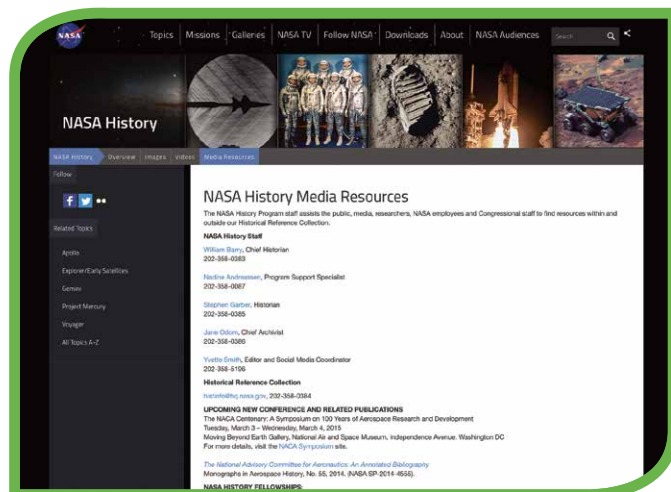 NASA
Topics Missions Galleries NASA TV Follow NASA Downloads About NASA Audiences Search
NASA History
NASA History Overview Images Videos Media Resources
Follow
Related Topics
Apollo
Explorer/Early Satellites
Gemini
Project Mercury
Voyager
All Topics A-Z
NASA History Media Resources
The NASA History Program staff assists the public, media, researchers, NASA employees and Congressional staff to find resources within and
outside our Historical Reference Collection.
NASA History Staff
William Barry, Chief Historian
202-358-0383
Nadine Andreassen, Program Support Specialist
202-358-0087
Stephen Garber, Historian
202-358-0385
Jane Odom, Chief Archivist
202-358-0386
Yvette Smith, Editor and Social Media Coordinator
202-358-5196
Historical Reference Collection
histinfo@hq.nasa.gov, 202-358-0384
UPCOMING NEW CONFERENCE AND RELATED PUBLICATIONS
The NACA Centenary: A Symposium on 100 Years of Aerospace Research and Development
Tuesday, March 3 – Wednesday, March 4, 2015
Moving Beyond Earth Gallery, National Air and Space Museum, Independence Avenue, Washington DC
For more details, visit the NACA Symposium site.
The National Advisory Committee for Aeronautics: An Annotated Bibliography
Monographs in Aerospace History, No. 55, 2014. (NASA SP-2014-4555).
NASA HISTORY FELLOWSHIPS: